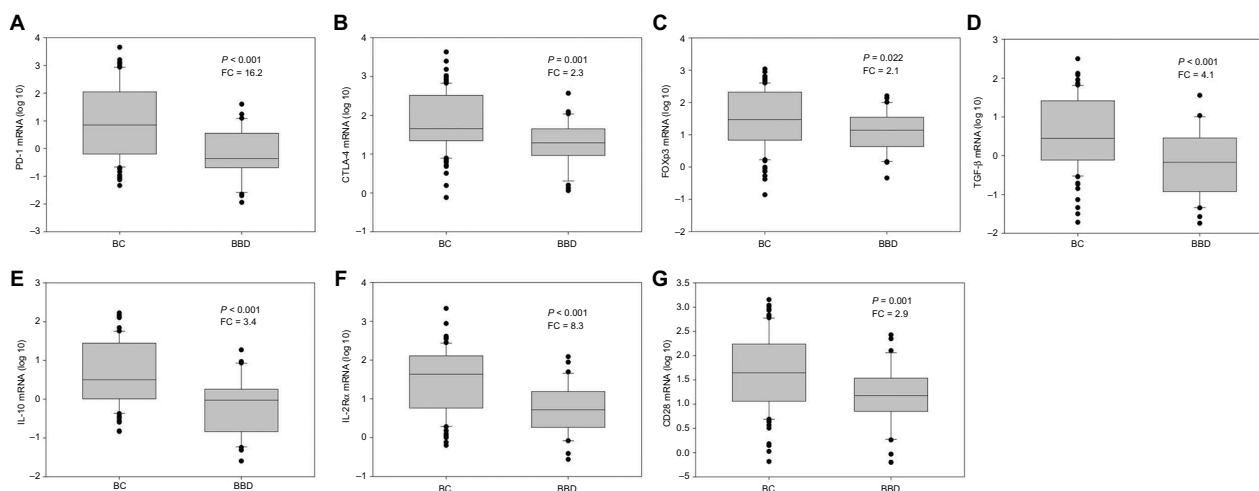 A
PD-1 mRNA (log 10)
4
3
2
1
0
–1
–2
–3
P < 0.001
FC = 16.2
BC BBD
B
CTLA-4 mRNA (log 10)
4
3
2
1
0
–1
P = 0.001
FC = 2.3
BC BBD
C
FOXp3 mRNA (log 10)
4
3
2
1
0
–1
–2
P = 0.022
FC = 2.1
BC BBD
D
TGF-β mRNA (log 10)
3
2
1
0
–1
–2
P < 0.001
FC = 4.1
BC BBD
E
IL-10 mRNA (log 10)
3
2
1
0
–1
–2
P < 0.001
FC = 3.4
BC BBD
F
IL-2Rα mRNA (log 10)
4
3
2
1
0
–1
P < 0.001
FC = 8.3
BC BBD
G
CD28 mRNA (log 10)
3.5
3.0
2.5
2.0
1.5
1.0
0.5
0.0
–0.5
P = 0.001
FC = 2.9
BC BBD